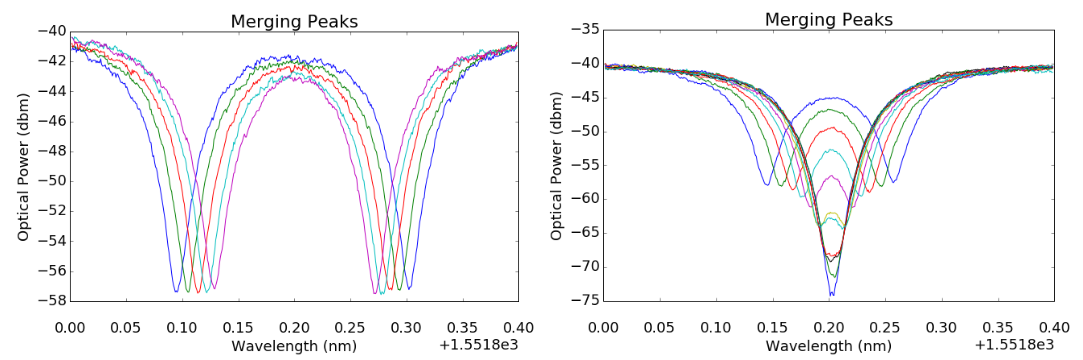 Merging Peaks
−40
−42
−44
−46
−48
−50
−52
−54
−56
−58
Optical Power (dbm)
0.00 0.05 0.10 0.15 0.20 0.25 0.30 0.35 0.40
Wavelength (nm)
+1.5518e3
Merging Peaks
−35
−40
−45
−50
−55
−60
−65
−70
−75
Optical Power (dbm)
0.00 0.05 0.10 0.15 0.20 0.25 0.30 0.35 0.40
Wavelength (nm)
+1.5518e3